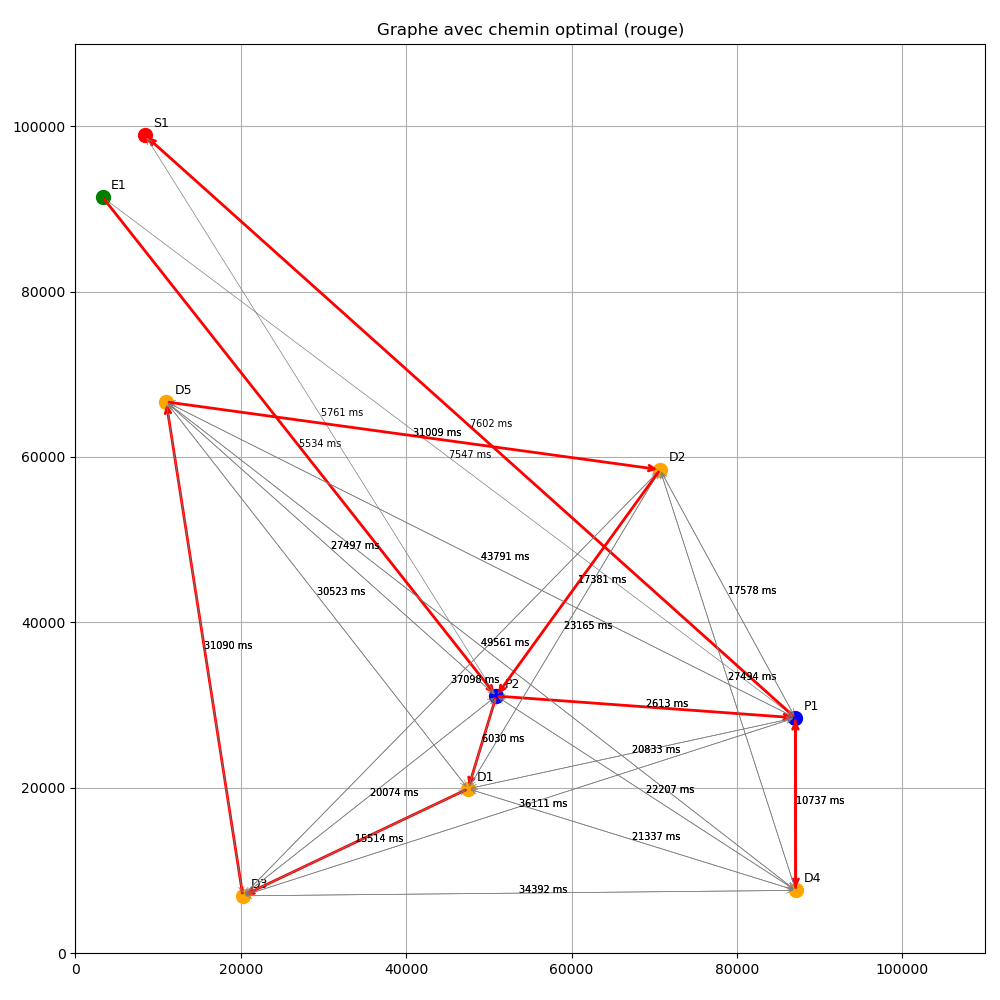 Graphe avec chemin optimal (rouge)
100000
S1
E1
80000
D5
5761 ms
7602 ms
31009 ms
5534 ms
7547 ms
60000
D2
27497 ms
43791 ms
17381 ms
17578 ms
30523 ms
40000
23165 ms
49561 ms
31090 ms
37098 ms
27494 ms
P2
2613 ms
P1
6030 ms
20833 ms
20000
D1
20074 ms
22207 ms
36111 ms
10737 ms
15514 ms
21337 ms
D3
34392 ms
D4
0
0 20000 40000 60000 80000 100000